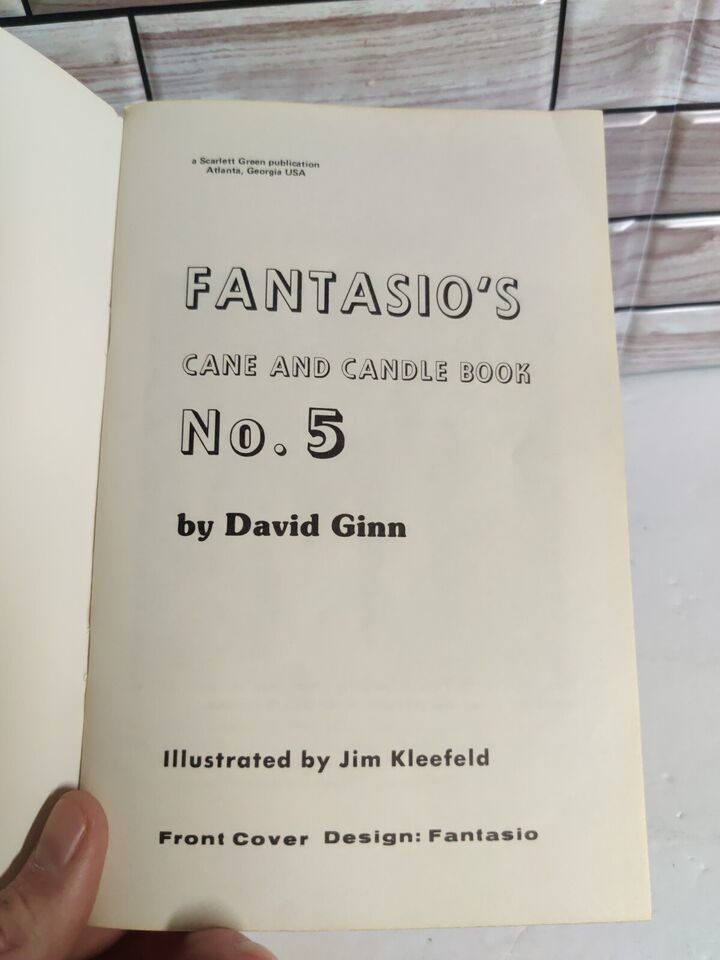 a Scarlett Green publication
Atlanta, Georgia USA
FANTASIO'S
CANE AND CANDLE BOOK
No. 5
by David Ginn
Illustrated by Jim Kleefeld
Front Cover Design: Fantasio